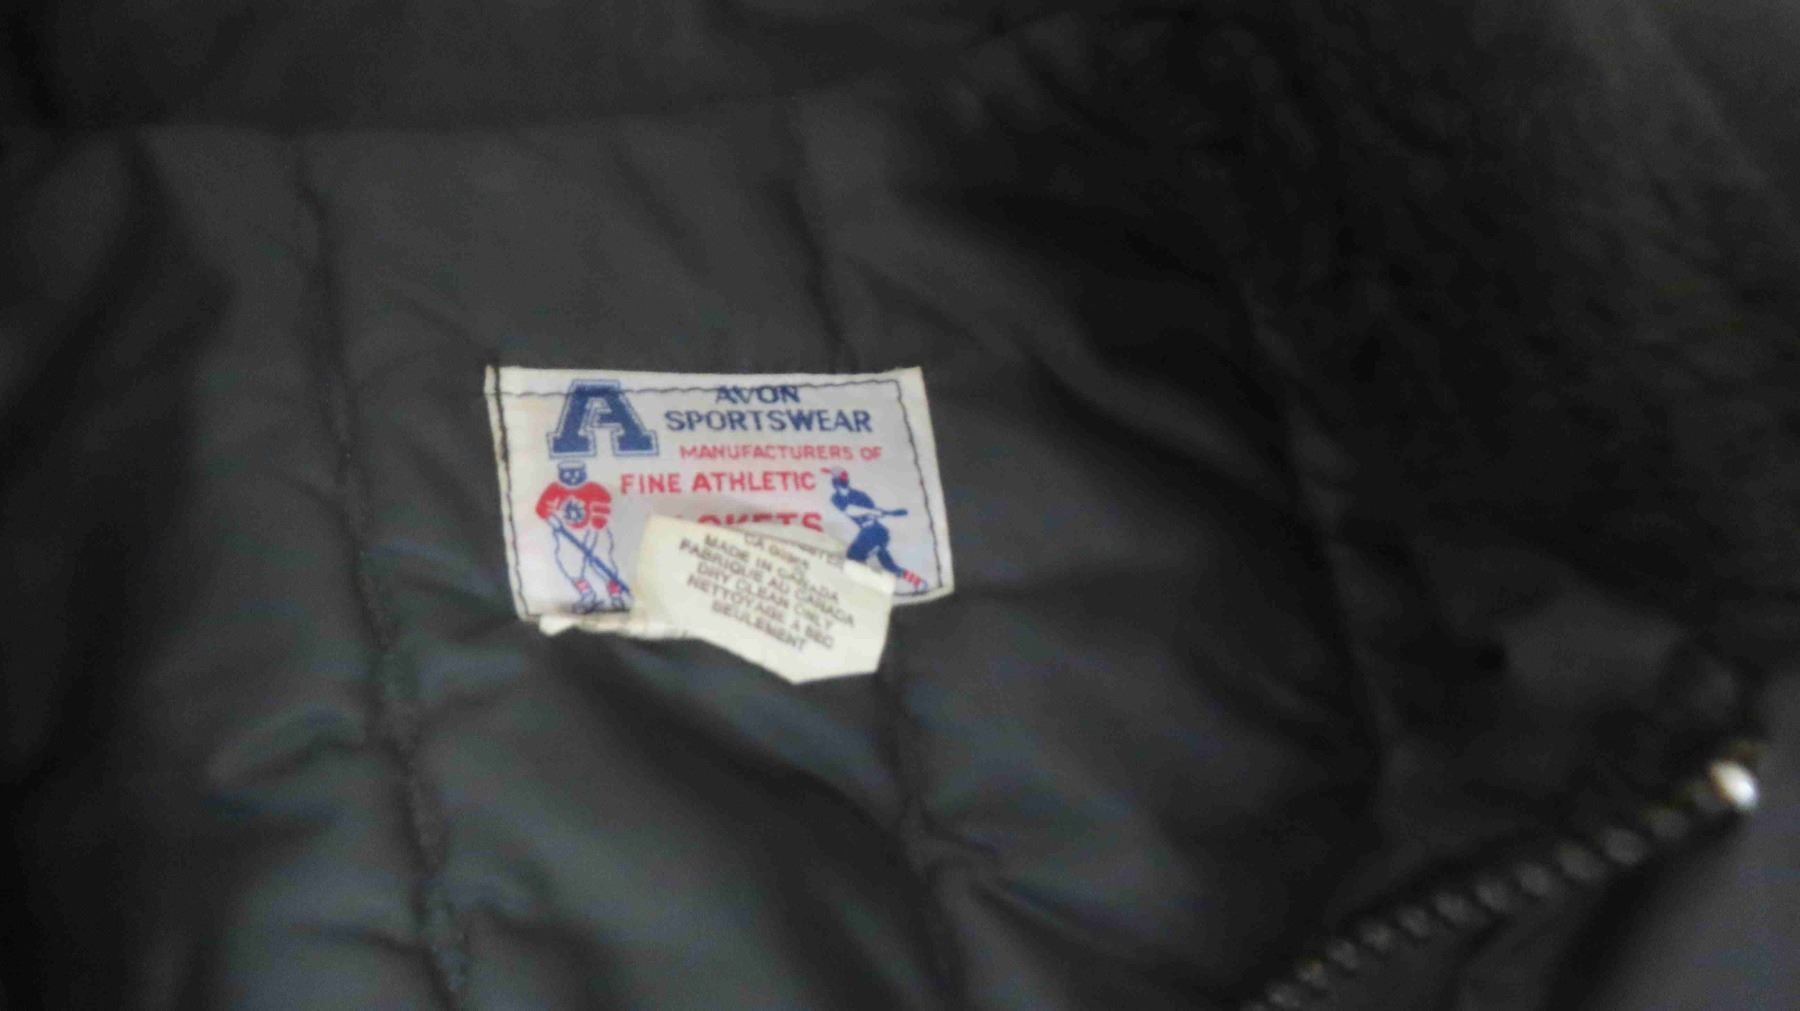 A
AVON
SPORTSWEAR
MANUFACTURERS OF
FINE ATHLETIC
MADE IN CANADA
FABRIQUE AU CANADA
DRY CLEAN ONLY
NETTOYAGE A SEC
SEULEMENT